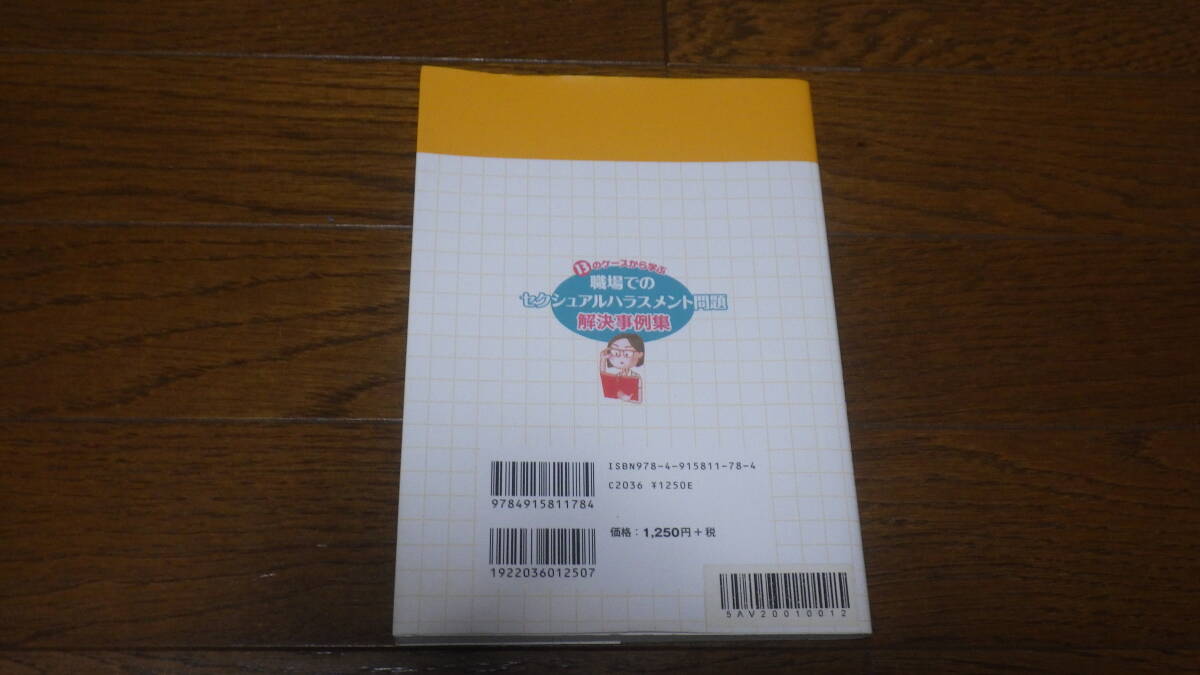 13のケースから学ぶ
職場での
セクシュアルハラスメント問題
解決事例集
ISBN978-4-915811-78-4
C2036 ¥1250E
9784915811784
価格：1,250円＋税
1922036012507
5AV20010012